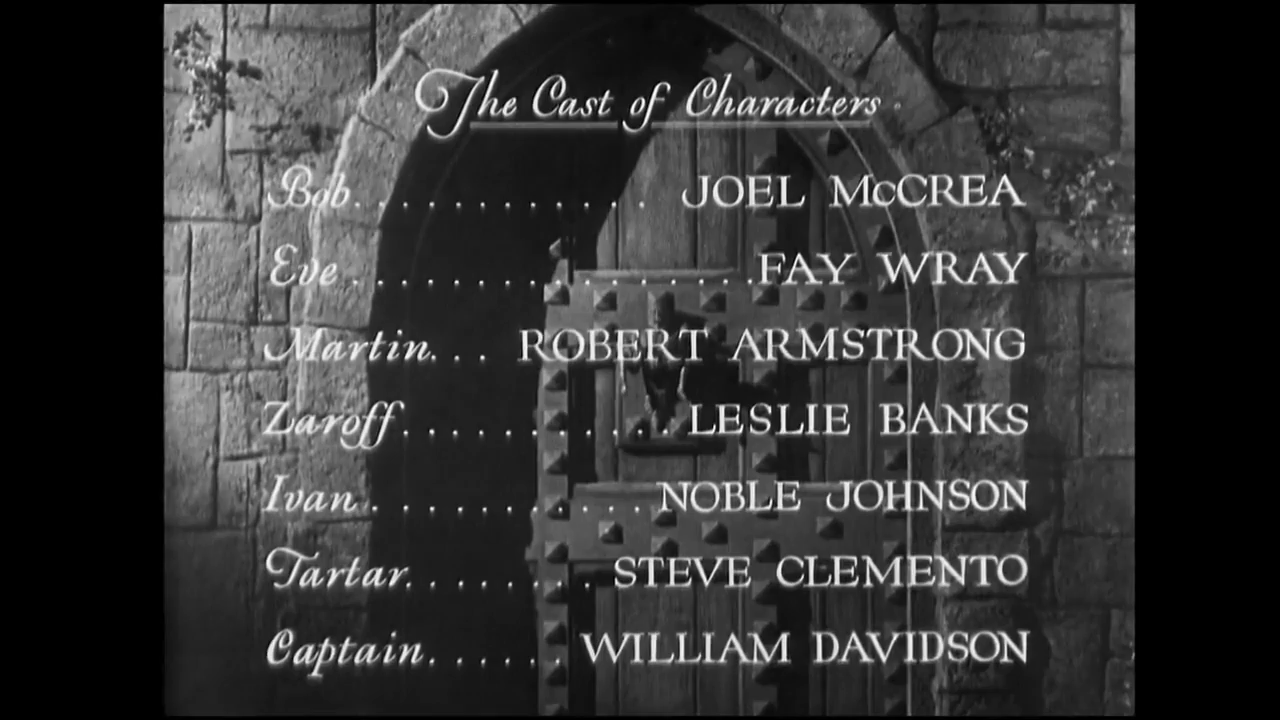 The Cast of Characters
Bob. . . . . . . . . . . . JOEL McCREA
Eve . . . . . . . . . . . . . . . . .FAY WRAY
Martin. . . ROBERT ARMSTRONG
Zaroff. . . . . . . . . . . LESLIE BANKS
Ivan . . . . . . . . . . . NOBLE JOHNSON
Tartar. . . . . . . . STEVE CLEMENTO
Captain. . . . . . WILLIAM DAVIDSON